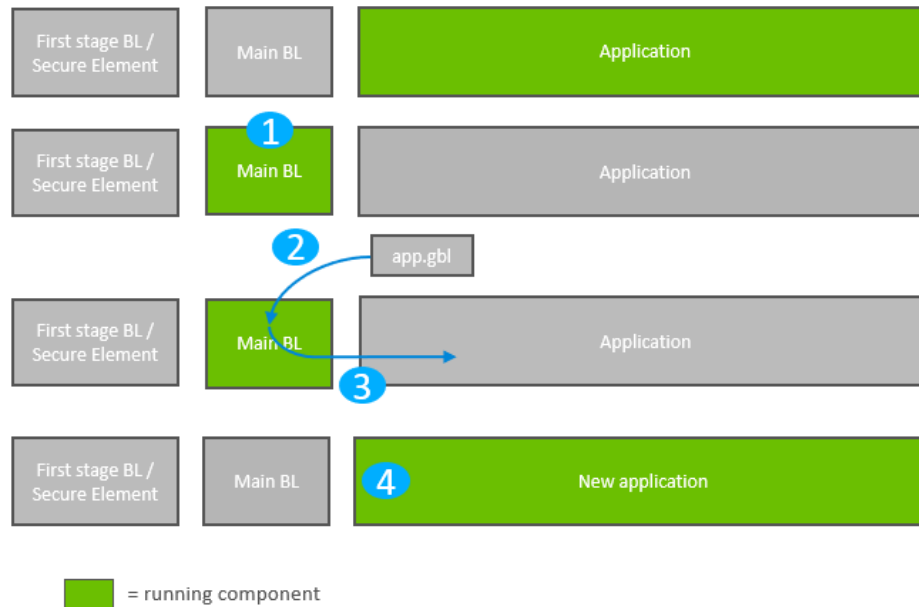 First stage BL /
Secure Element
Main BL
Application
1
First stage BL /
Secure Element
Main BL
Application
2
app.gbl
First stage BL /
Secure Element
Main BL
Application
3
First stage BL /
Secure Element
Main BL
4
New application
= running component